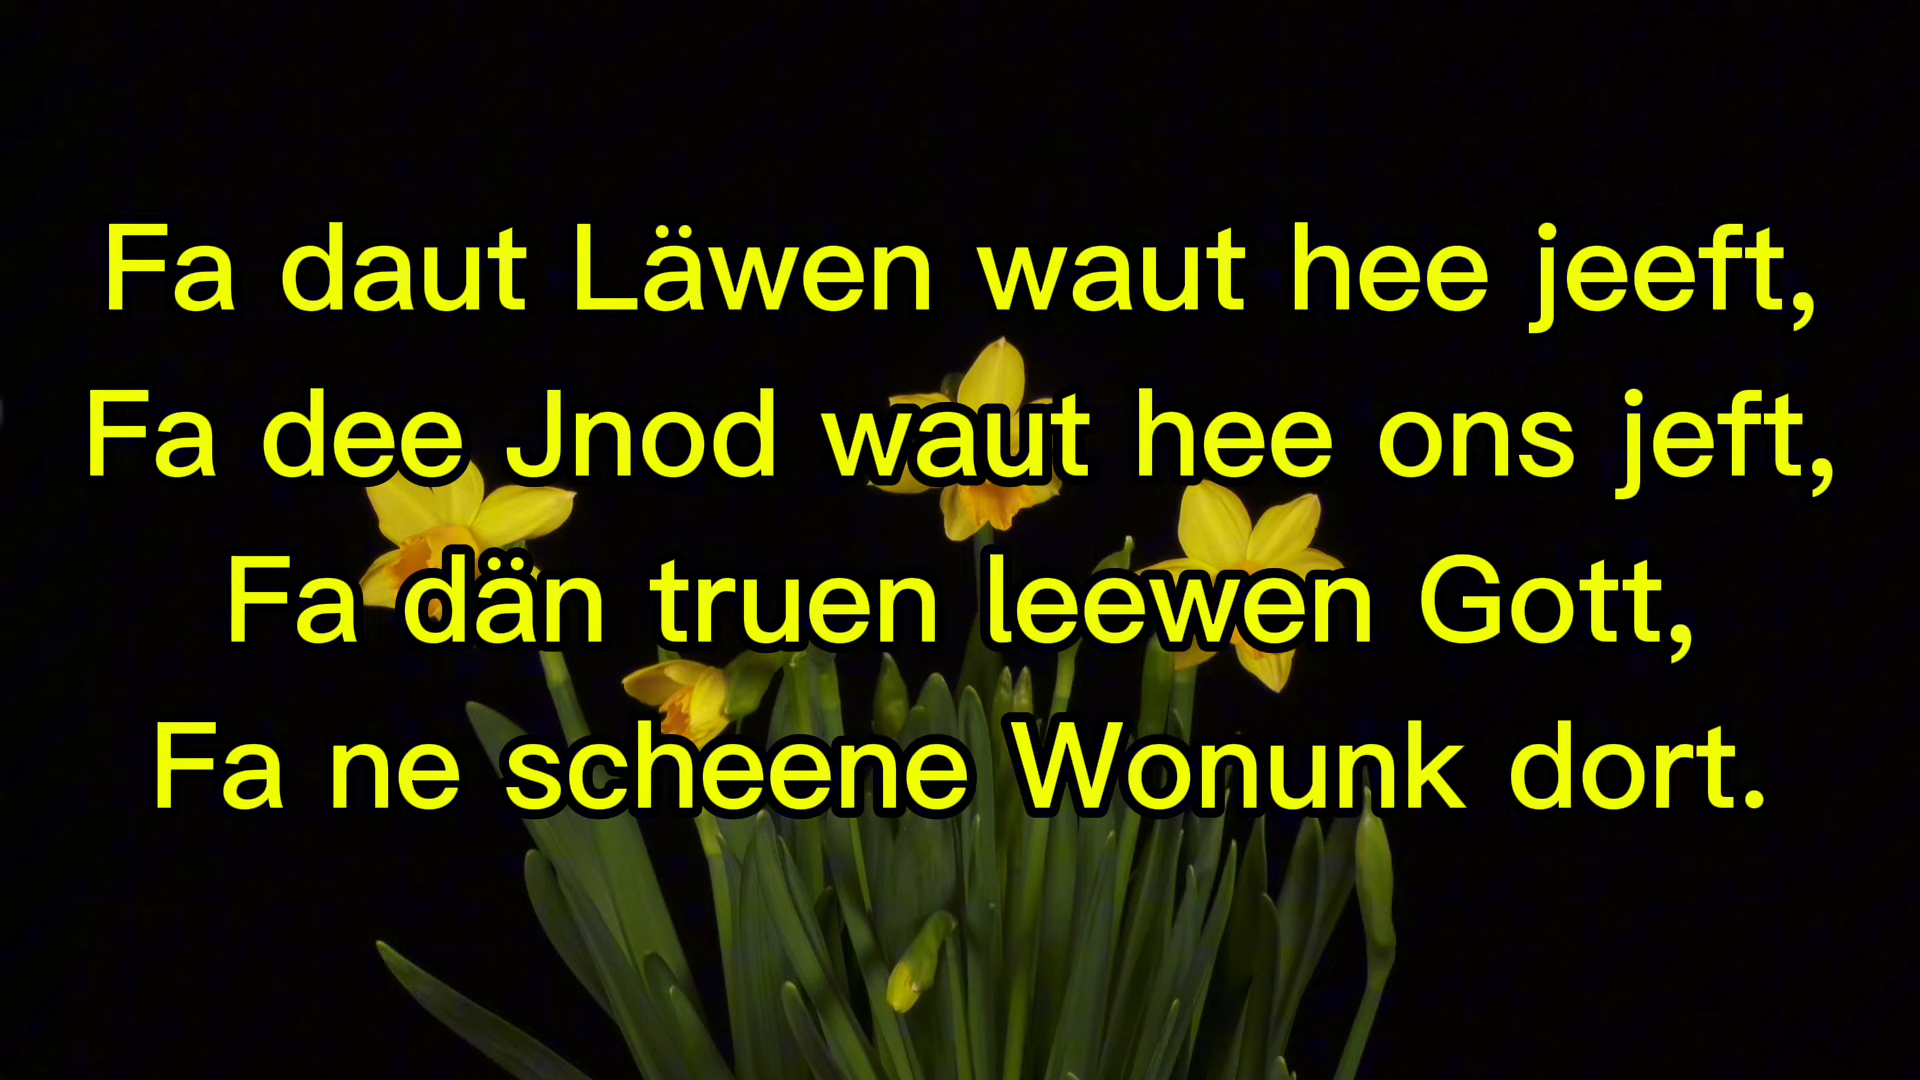 Fa daut Läwen waut hee jeeft,
Fa dee Jnod waut hee ons jeft,
Fa dän truen leewen Gott,
Fa ne scheene Wonunk dort.